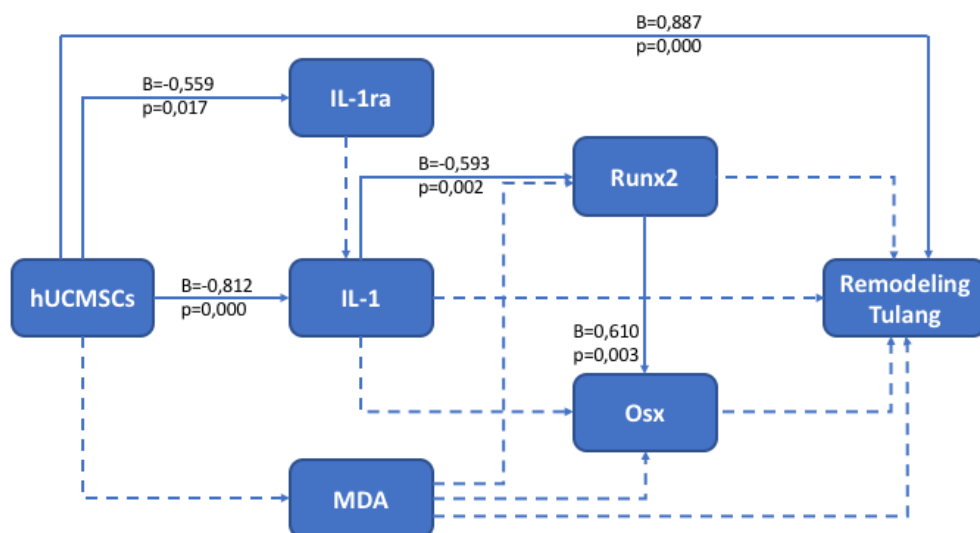 B=0,887
p=0,000
B=-0,559
p=0,017
IL-1ra
B=-0,593
p=0,002
Runx2
hUCMSCs
B=-0,812
p=0,000
IL-1
Remodeling
Tulang
B=0,610
p=0,003
Osx
MDA